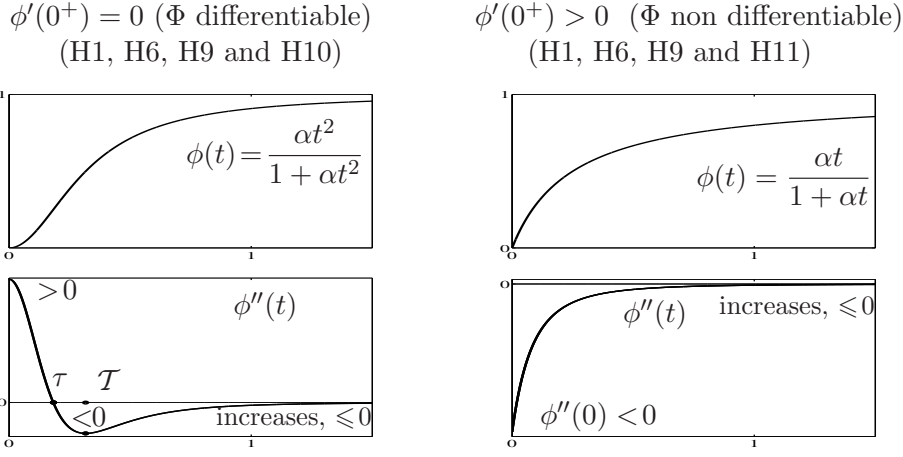 ϕ′(0⁺) = 0 (Φ differentiable)
(H1, H6, H9 and H10)
1
ϕ(t) = αt² / (1 + αt²)
0 1
>0
ϕ″(t)
τ 𝒯
0
<0
increases, ⩽0
0 1
ϕ′(0⁺) > 0 (Φ non differentiable)
(H1, H6, H9 and H11)
1
ϕ(t) = αt / (1 + αt)
0
0 1
0
ϕ″(t)
increases, ⩽0
ϕ″(0) <0
0 1